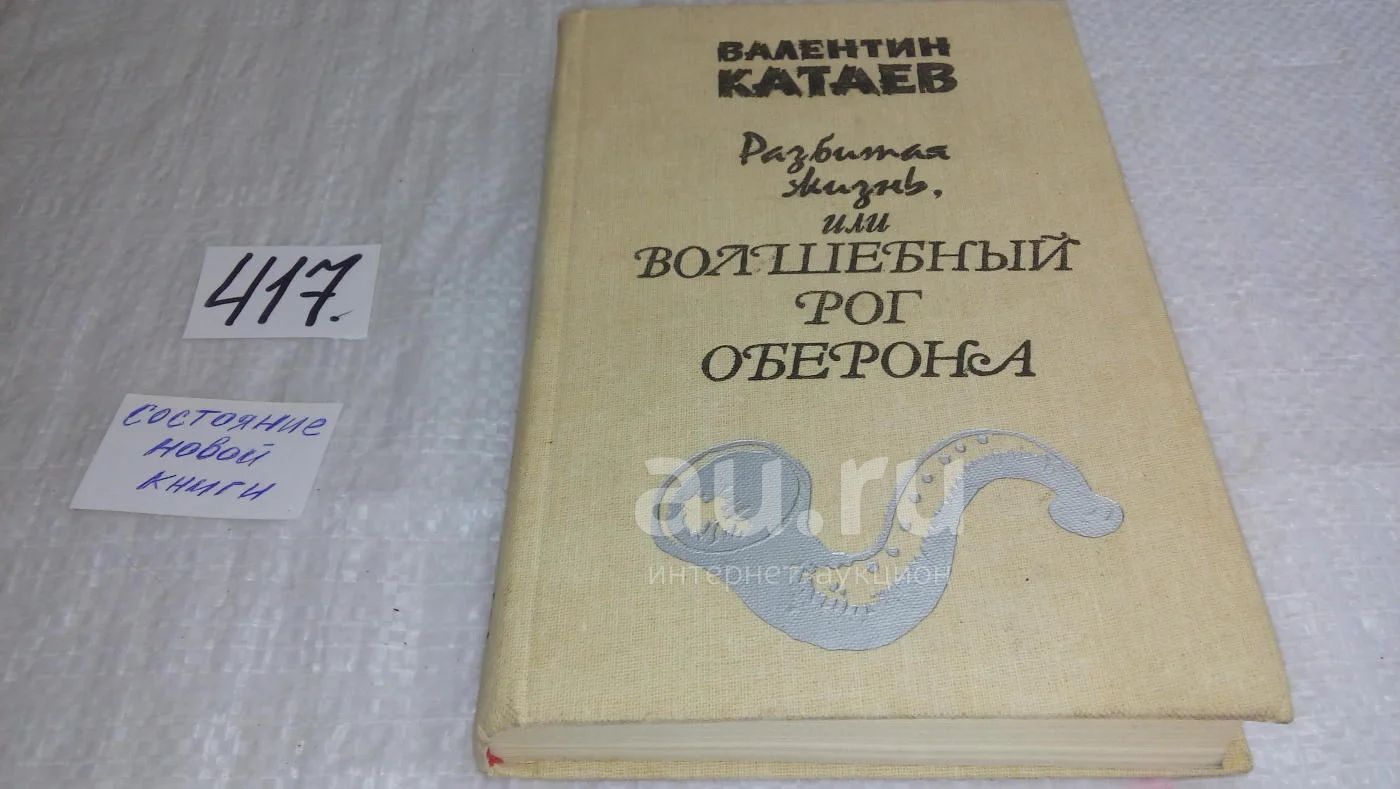 ВАЛЕНТИН
КАТАЕВ
Разбитая
жизнь,
или
ВОЛШЕБНЫЙ
РОГ
ОБЕРОНА
417.
состояние
новой
книги
au.ru
интернет-аукцион